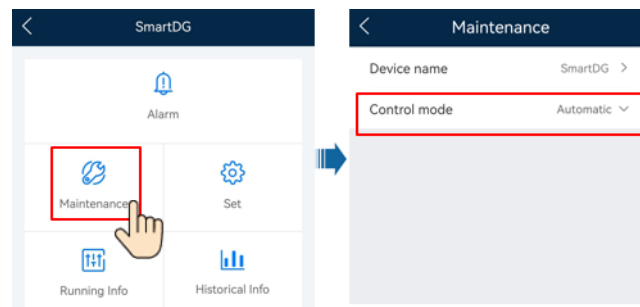 SmartDG
Alarm
Maintenance
Set
Running Info
Historical Info
Maintenance
Device name
SmartDG
Control mode
Automatic